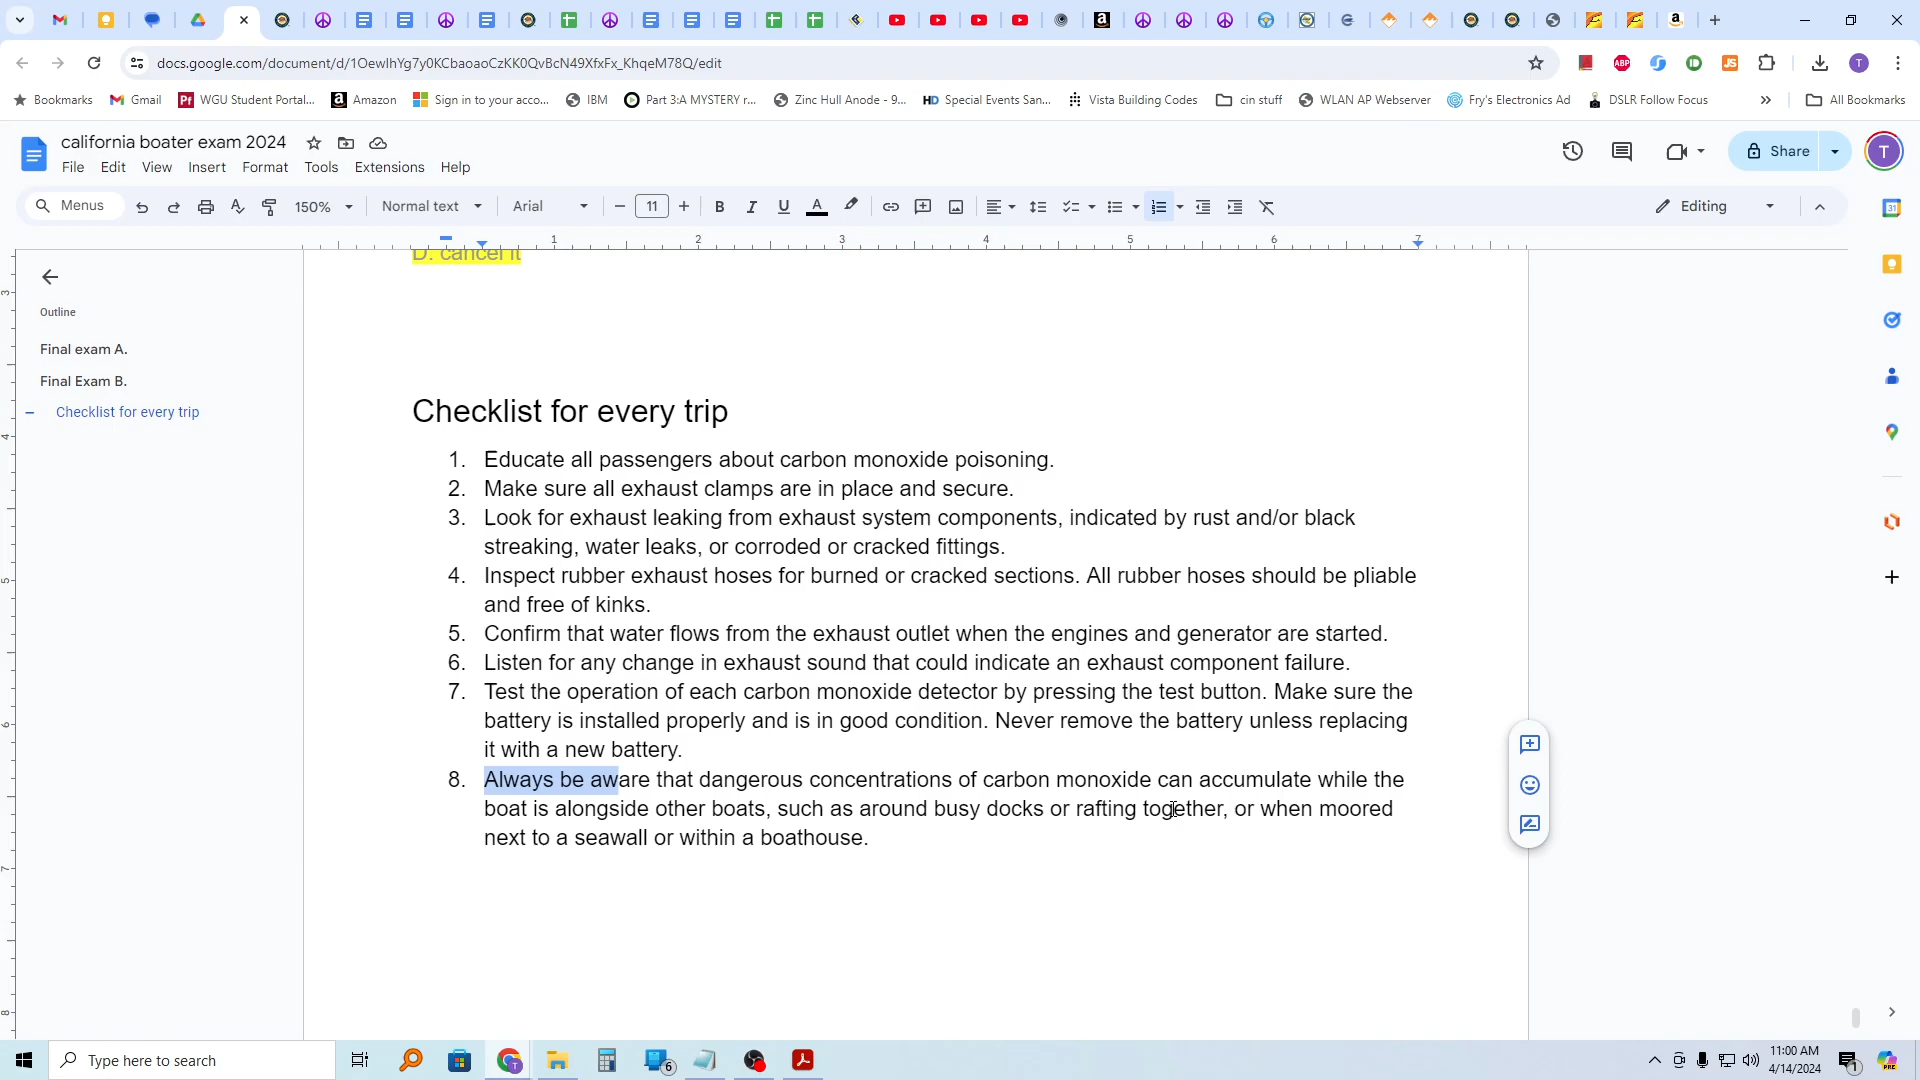 docs.google.com/document/d/1OewIhYg7y0KCbaoaoCzKK0QvBcN49XfxFx_KhqeM78Q/edit
Bookmarks
Gmail
WGU Student Portal...
Amazon
Sign in to your acco...
IBM
Part 3:A MYSTERY r...
Zinc Hull Anode - 9...
Special Events San...
Vista Building Codes
cin stuff
WLAN AP Webserver
Fry's Electronics Ad
DSLR Follow Focus
»
All Bookmarks
california boater exam 2024
File Edit View Insert Format Tools Extensions Help
Share
T
Menus
150%
Normal text
Arial
11
Editing
1 2 3 4 5 6 7
D. cancel it
Outline
Final exam A.
Final Exam B.
Checklist for every trip
Checklist for every trip
1. Educate all passengers about carbon monoxide poisoning.
2. Make sure all exhaust clamps are in place and secure.
3. Look for exhaust leaking from exhaust system components, indicated by rust and/or black
streaking, water leaks, or corroded or cracked fittings.
4. Inspect rubber exhaust hoses for burned or cracked sections. All rubber hoses should be pliable
and free of kinks.
5. Confirm that water flows from the exhaust outlet when the engines and generator are started.
6. Listen for any change in exhaust sound that could indicate an exhaust component failure.
7. Test the operation of each carbon monoxide detector by pressing the test button. Make sure the
battery is installed properly and is in good condition. Never remove the battery unless replacing
it with a new battery.
8. Always be aware that dangerous concentrations of carbon monoxide can accumulate while the
boat is alongside other boats, such as around busy docks or rafting together, or when moored
next to a seawall or within a boathouse.
Type here to search
6
11:00 AM
4/14/2024
1